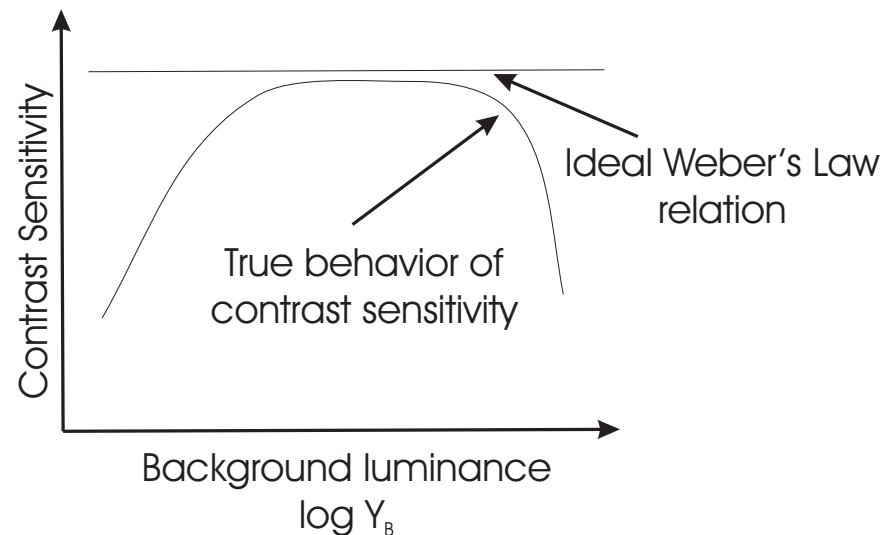 Contrast Sensitivity
Ideal Weber's Law
relation
True behavior of
contrast sensitivity
Background luminance
log Y_B